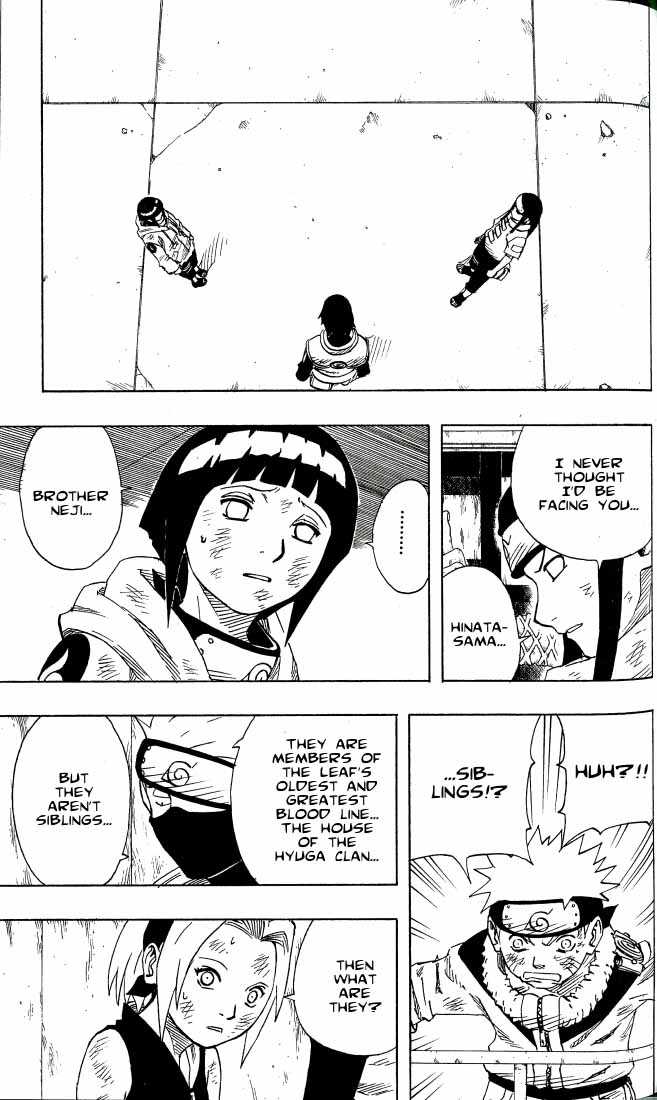 I NEVER
THOUGHT
I'D BE
FACING YOU...
HINATA-
SAMA...
.........
BROTHER
NEJI...
HUH?!!
...SIB-
LINGS!?
THEY ARE
MEMBERS OF
THE LEAF'S
OLDEST AND
GREATEST
BLOOD LINE...
THE HOUSE
OF THE
HYUGA CLAN...
BUT
THEY
AREN'T
SIBLINGS...
THEN
WHAT
ARE
THEY?